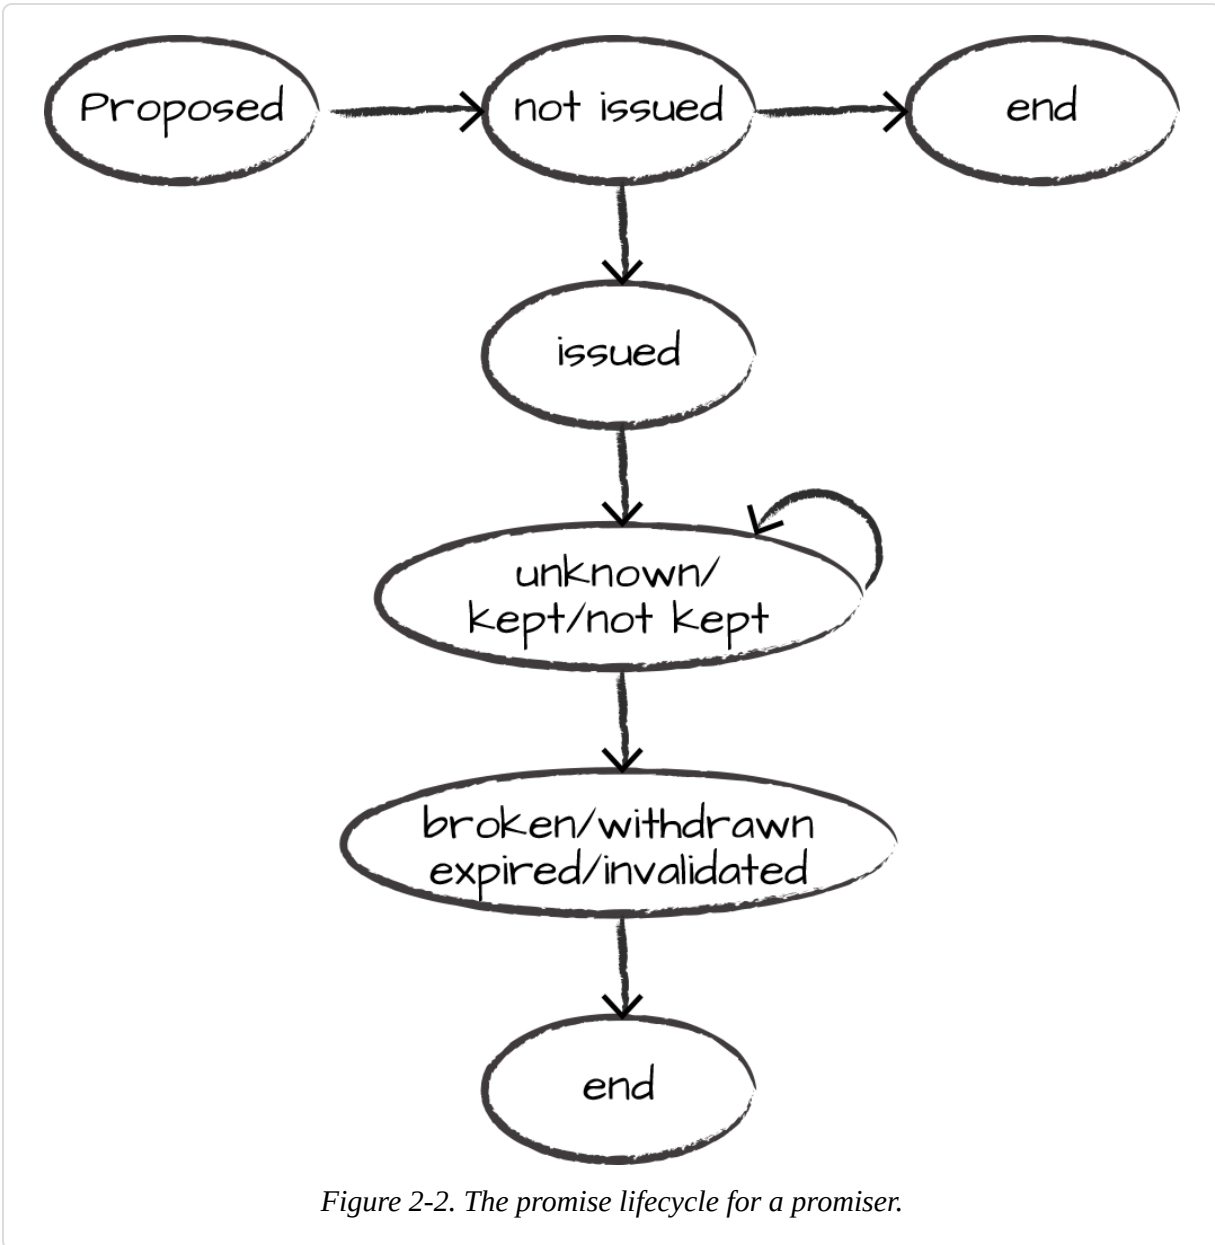 Proposed
not issued
end
issued
unknown/
kept/not kept
broken/withdrawn
expired/invalidated
end
Figure 2-2. The promise lifecycle for a promiser.